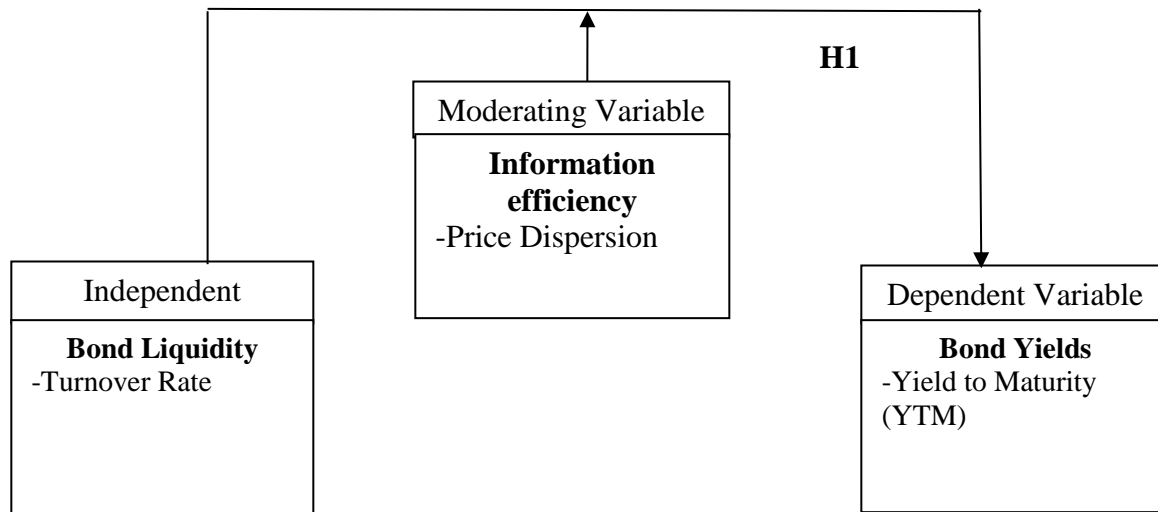 H1
Moderating Variable
Information
efficiency
-Price Dispersion
Independent
Bond Liquidity
-Turnover Rate
Dependent Variable
Bond Yields
-Yield to Maturity
(YTM)